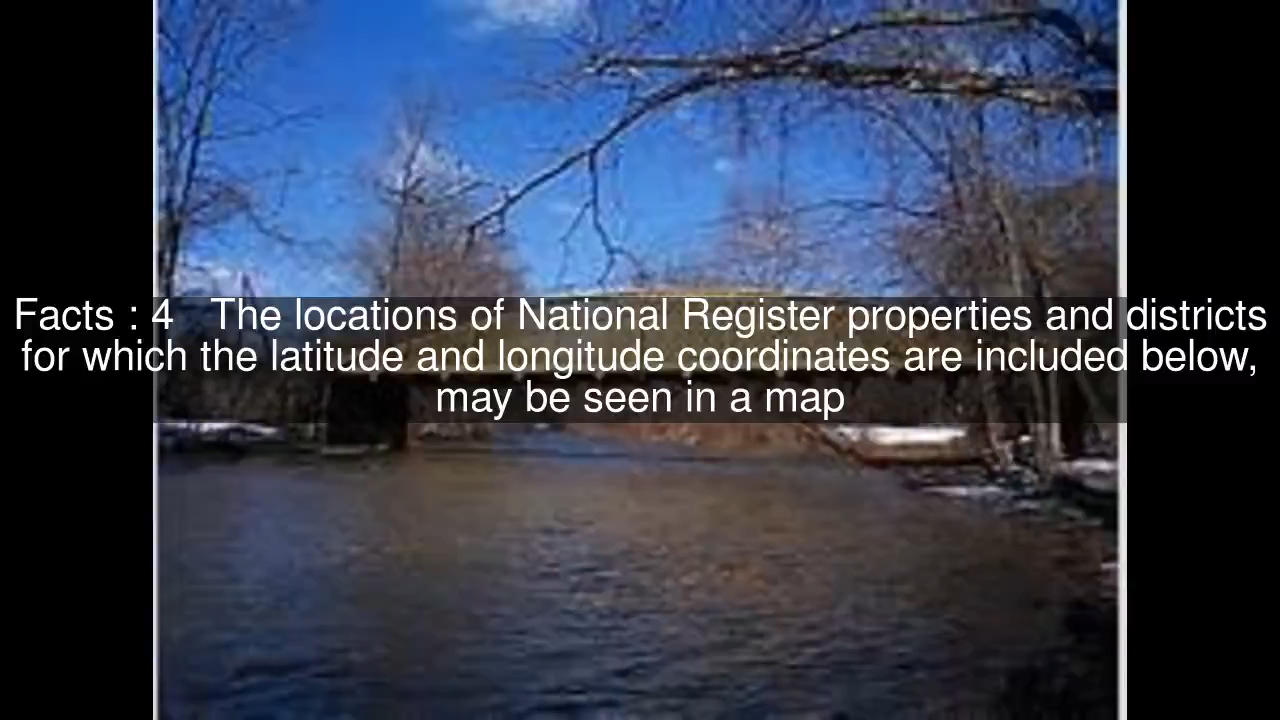 Facts : 4   The locations of National Register properties and districts
for which the latitude and longitude coordinates are included below,
may be seen in a map